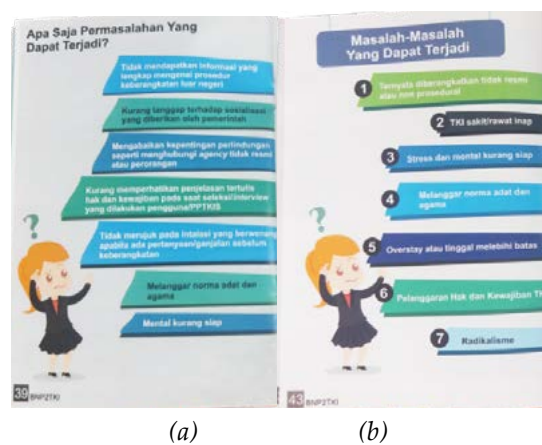 Apa Saja Permasalahan Yang
Dapat Terjadi?
Tidak mendapatkan informasi yang
lengkap mengenai prosedur
keberangkatan luar negeri
Kurang tanggap terhadap sosialisasi
yang diberikan oleh pemerintah
Mengabaikan kepentingan perlindungan
seperti menghubungi agency tidak resmi
atau perorangan
Kurang memperhatikan penjelasan tertulis
hak dan kewajiban pada saat seleksi/interview
yang dilakukan pengguna/PPTKIS
Tidak merujuk pada intalasi yang berwenang
apabila ada pertanyaan/ganjalan sebelum
keberangkatan
Melanggar norma adat dan
agama
Mental kurang siap
?
39 BNP2TKI
(a)
Masalah-Masalah
Yang Dapat Terjadi
1 Ternyata diberangkatkan tidak resmi
atau non prosedural
2 TKI sakit/rawat inap
3 Stress dan mental kurang siap
4 Melanggar norma adat dan
agama
5 Overstay atau tinggal melebihi batas
6 Pelanggaran Hak dan Kewajiban TK
7 Radikalisme
?
43 BNP2TKI
(b)